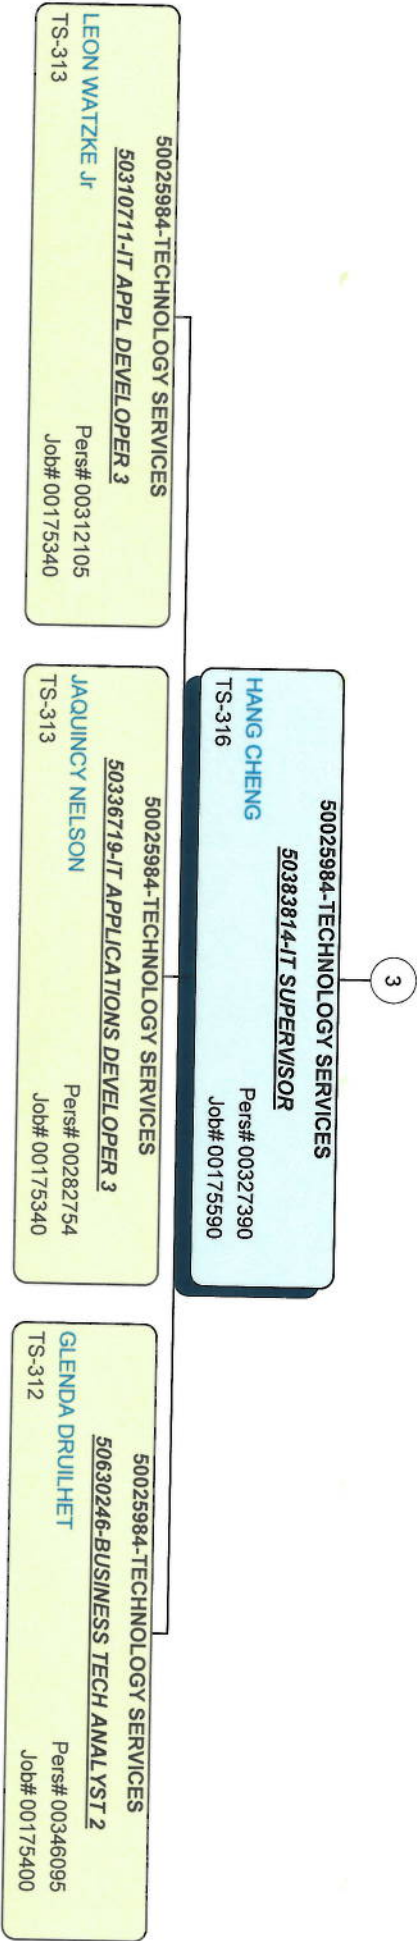 3
50025984-TECHNOLOGY SERVICES
50383814-IT SUPERVISOR
HANG CHENG
TS-316
Pers# 00327390
Job# 00175590
50025984-TECHNOLOGY SERVICES
50310711-IT APPL DEVELOPER 3
LEON WATZKE Jr
TS-313
Pers# 00312105
Job# 00175340
50025984-TECHNOLOGY SERVICES
50336719-IT APPLICATIONS DEVELOPER 3
JAQUINCY NELSON
TS-313
Pers# 00282754
Job# 00175340
50025984-TECHNOLOGY SERVICES
50630246-BUSINESS TECH ANALYST 2
GLENDA DRUILHET
TS-312
Pers# 00346095
Job# 00175400